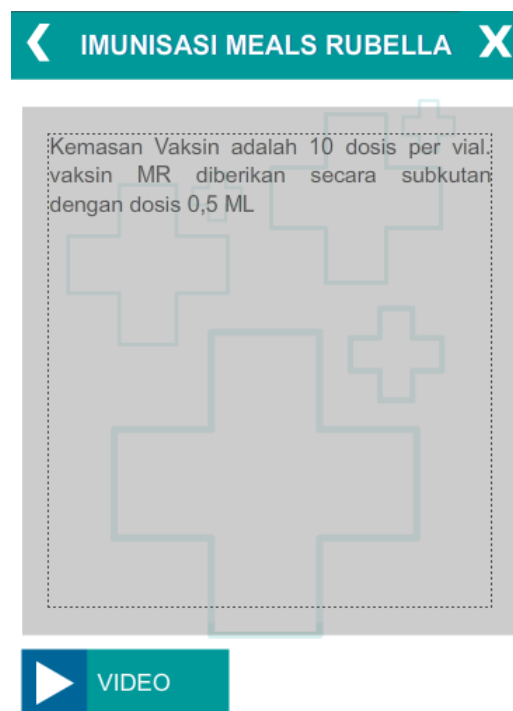 IMUNISASI MEALS RUBELLA X
Kemasan Vaksin adalah 10 dosis per vial.
vaksin MR diberikan secara subkutan
dengan dosis 0,5 ML
VIDEO